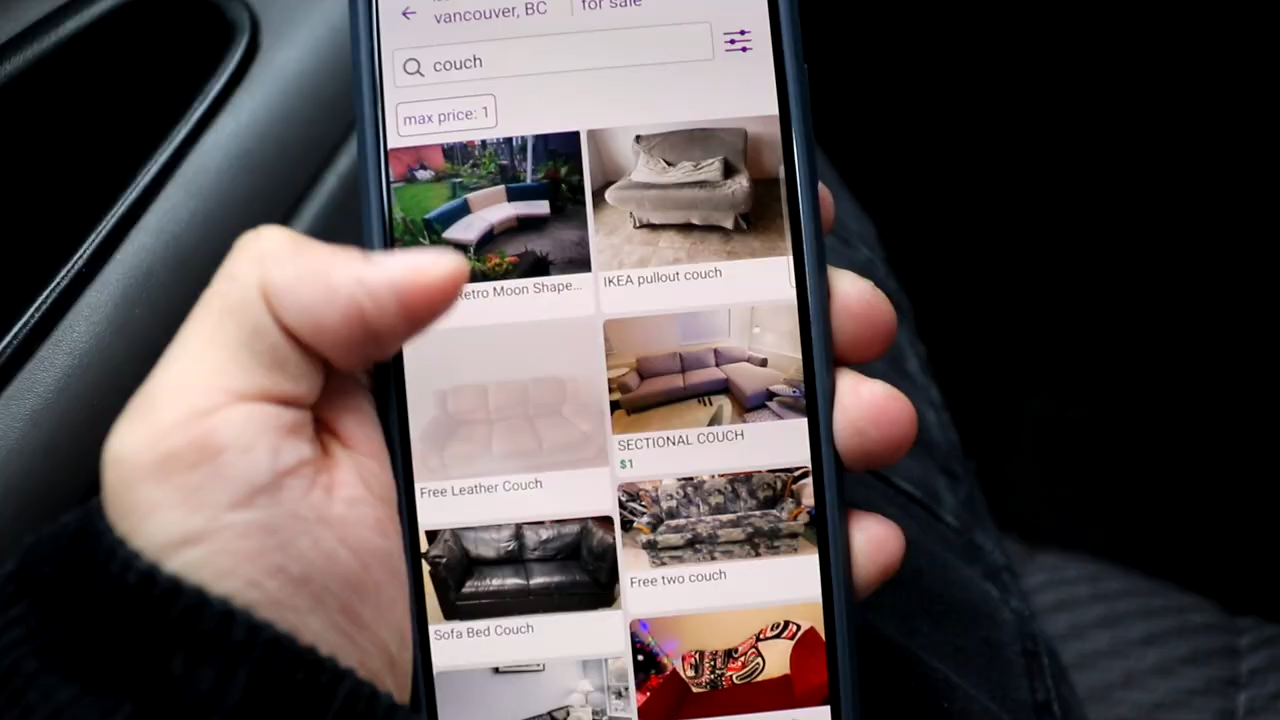 vancouver, BC
for sale
couch
max price: 1
Retro Moon Shape...
IKEA pullout couch
Free Leather Couch
SECTIONAL COUCH
$1
Free two couch
Sofa Bed Couch